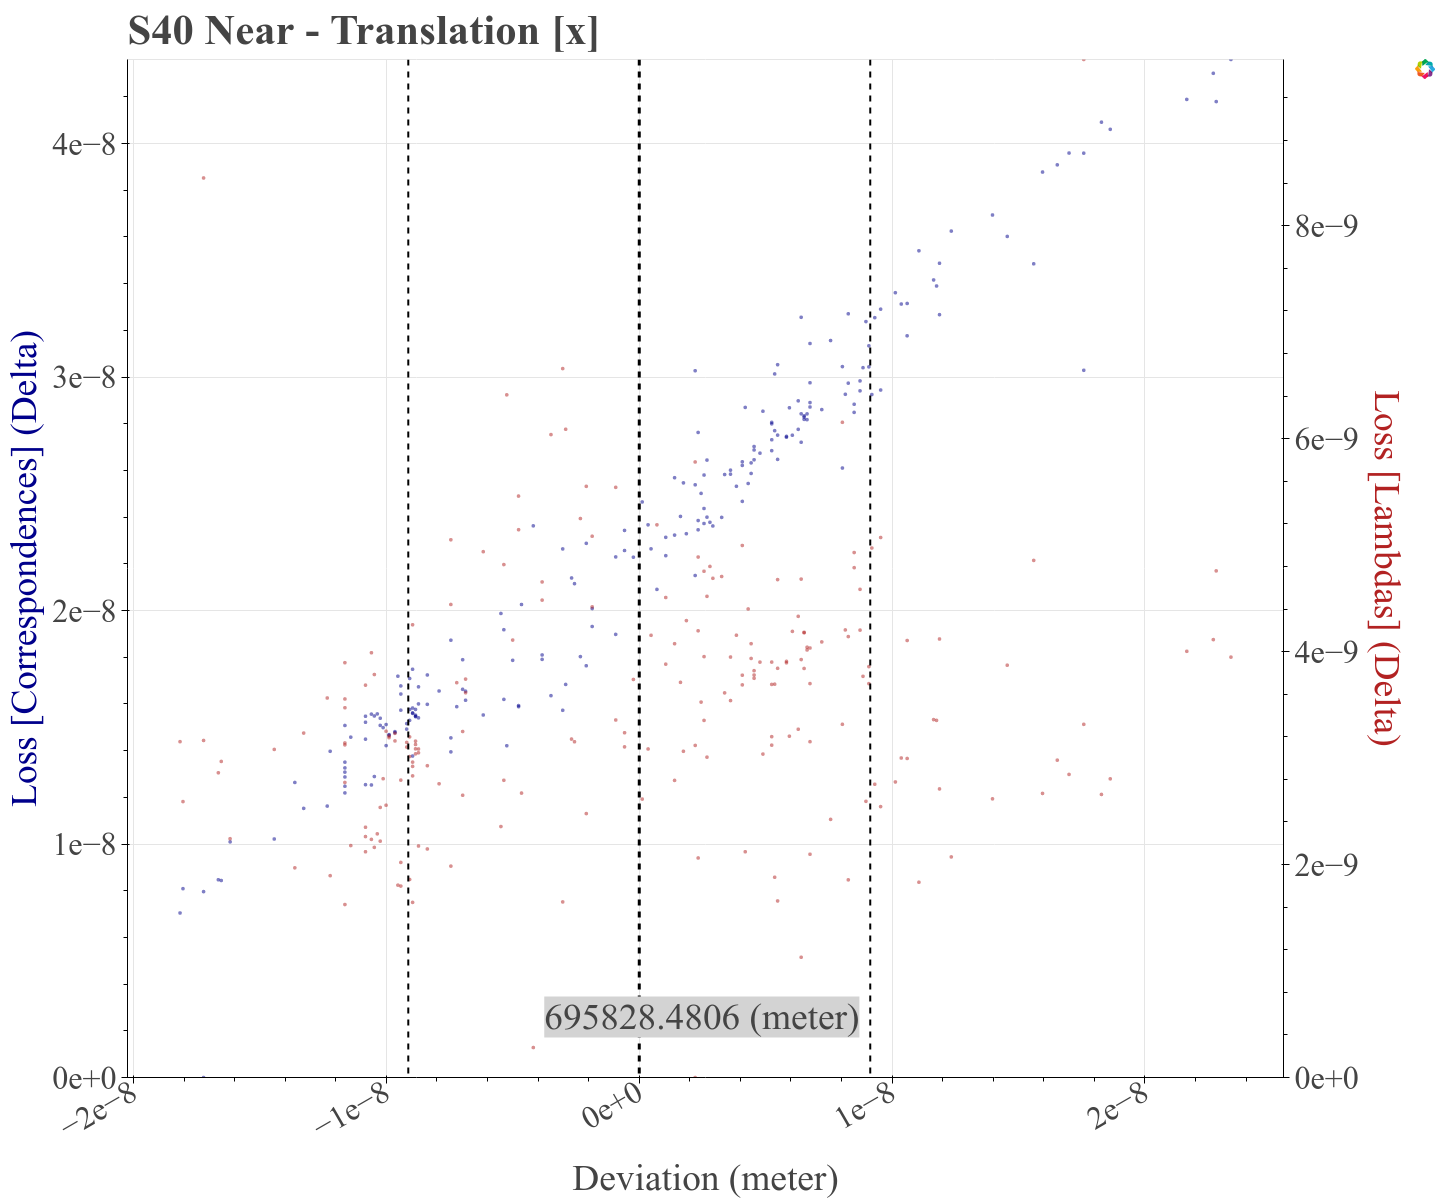 S40 Near - Translation [x]
4e−8
3e−8
2e−8
1e−8
0e+0
Loss [Correspondences] (Delta)
8e−9
6e−9
4e−9
2e−9
0e+0
Loss [Lambdas] (Delta)
695828.4806 (meter)
−2e−8
−1e−8
0e+0
1e−8
2e−8
Deviation (meter)